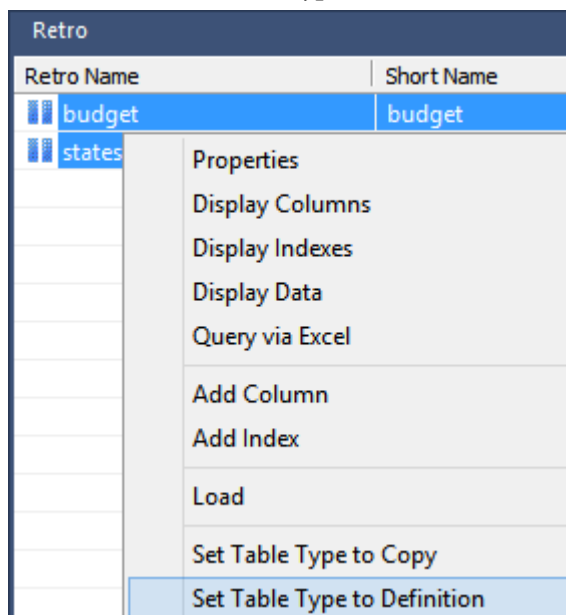 Retro
Retro Name Short Name
budget budget
states
Properties
Display Columns
Display Indexes
Display Data
Query via Excel
Add Column
Add Index
Load
Set Table Type to Copy
Set Table Type to Definition